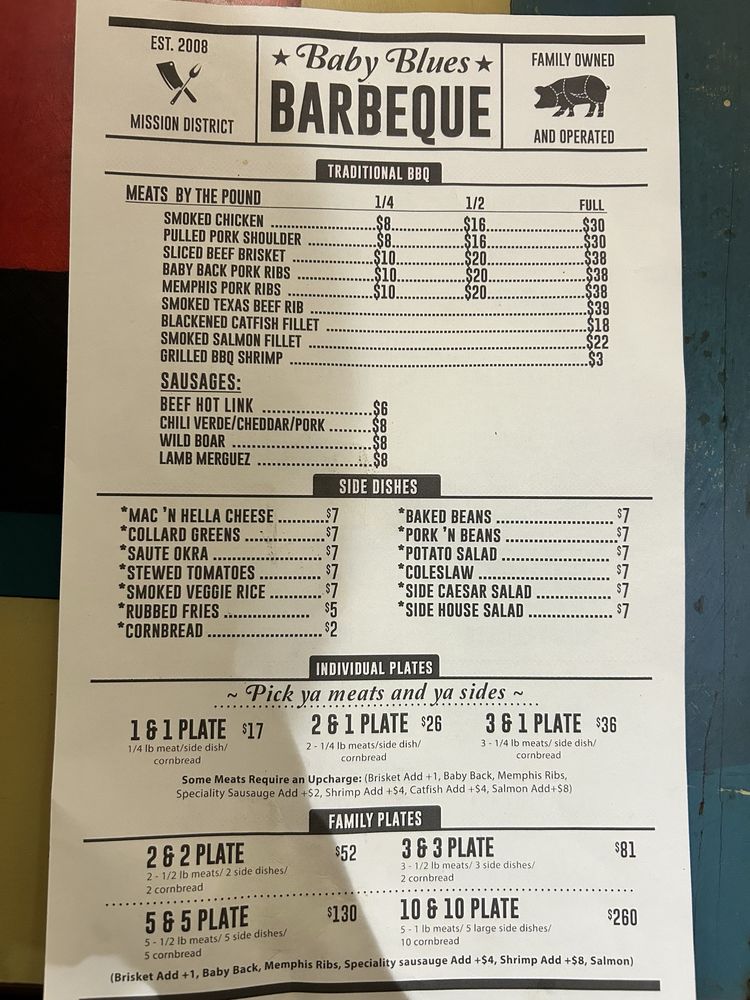 EST. 2008
MISSION DISTRICT
Baby Blues
BARBEQUE
FAMILY OWNED
AND OPERATED
TRADITIONAL BBQ
MEATS BY THE POUND 1/4 1/2 FULL
SMOKED CHICKEN $8 $16 $30
PULLED PORK SHOULDER $8 $16 $30
SLICED BEEF BRISKET $10 $20 $38
BABY BACK PORK RIBS $10 $20 $38
MEMPHIS PORK RIBS $10 $20 $38
SMOKED TEXAS BEEF RIB $39
BLACKENED CATFISH FILLET $18
SMOKED SALMON FILLET $22
GRILLED BBQ SHRIMP $3
SAUSAGES:
BEEF HOT LINK $6
CHILI VERDE/CHEDDAR/PORK $8
WILD BOAR $8
LAMB MERGUEZ $8
SIDE DISHES
*MAC 'N HELLA CHEESE $7
*COLLARD GREENS $7
*SAUTE OKRA $7
*STEWED TOMATOES $7
*SMOKED VEGGIE RICE $7
*RUBBED FRIES $5
*CORNBREAD $2
*BAKED BEANS $7
*PORK 'N BEANS $7
*POTATO SALAD $7
*COLESLAW $7
*SIDE CAESAR SALAD $7
*SIDE HOUSE SALAD $7
INDIVIDUAL PLATES
~ Pick ya meats and ya sides ~
1 & 1 PLATE $17
1/4 lb meat/side dish/
cornbread
2 & 1 PLATE $26
2 - 1/4 lb meat/side dish/
cornbread
3 & 1 PLATE $36
3 - 1/4 lb meat/ side dish/
cornbread
Some Meats Require an Upcharge: (Brisket Add +1, Baby Back, Memphis Ribs,
Speciality Sausauge Add +$2, Shrimp Add +$4, Catfish Add +$4, Salmon Add+$8)
FAMILY PLATES
2 & 2 PLATE $52
2 - 1/2 lb meats/ 2 side dishes/
2 cornbread
3 & 3 PLATE $81
3 - 1/2 lb meats/ 3 side dishes/
2 cornbread
5 & 5 PLATE $130
5 - 1/2 lb meats/ 5 side dishes/
5 cornbread
10 & 10 PLATE $260
5 - 1 lb meats/ 5 large side dishes/
10 cornbread
(Brisket Add +1, Baby Back, Memphis Ribs, Speciality sausauge Add +$4, Shrimp Add +$8, Salmon)